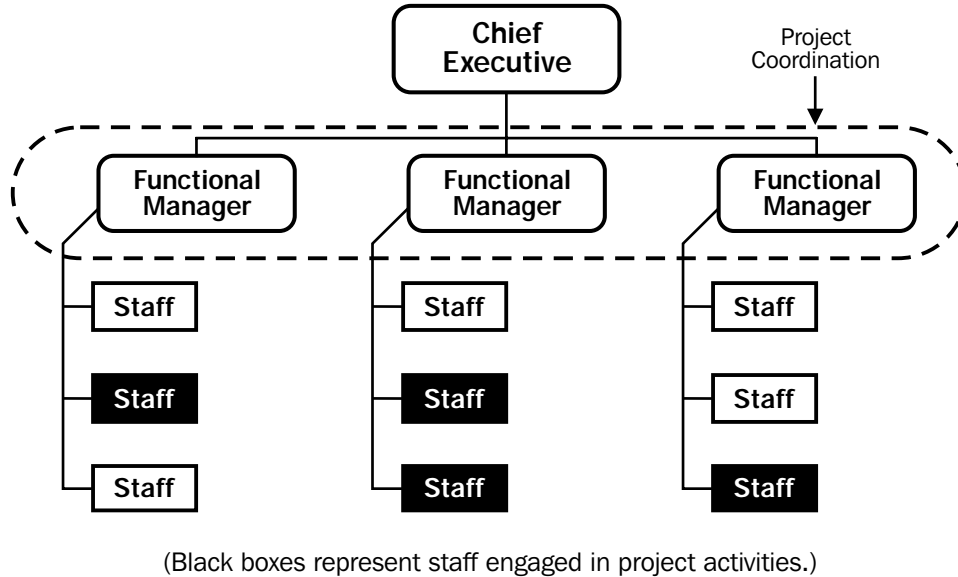 Chief
Executive
Project
Coordination
Functional
Manager
Functional
Manager
Functional
Manager
Staff
Staff
Staff
Staff
Staff
Staff
Staff
Staff
Staff
(Black boxes represent staff engaged in project activities.)